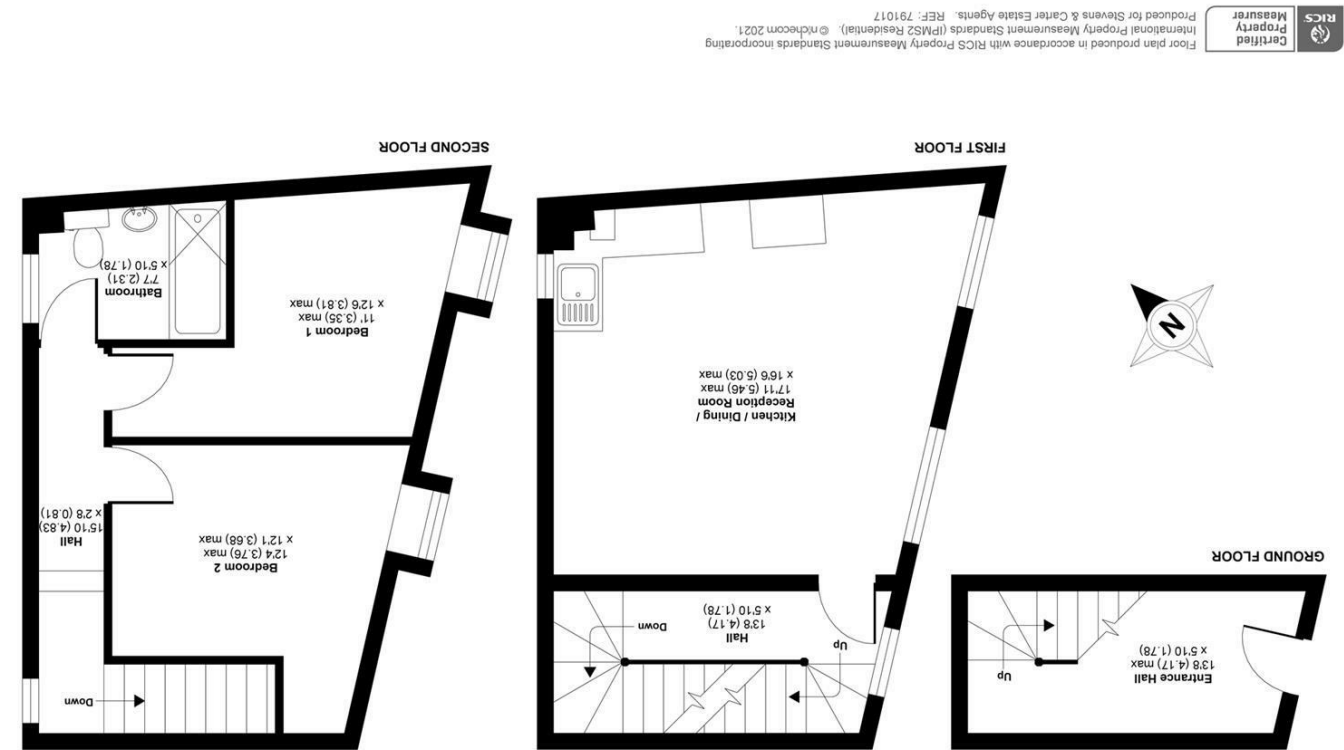 Entrance Hall
13'8 (4.17) max
x 5'10 (1.78)
Up
GROUND FLOOR
Up
Down
Hall
13'8 (4.17)
x 5'10 (1.78)
Kitchen / Dining /
Reception Room
17'11 (5.46) max
x 16'6 (5.03) max
FIRST FLOOR
Down
Bedroom 2
12'4 (3.76) max
x 12'1 (3.68) max
Hall
15'10 (4.83)
x 2'8 (0.81)
Bedroom 1
11' (3.35) max
x 12'6 (3.81) max
Bathroom
7'7 (2.31)
x 5'10 (1.78)
SECOND FLOOR
N
RICS
Certified
Property
Measurer
Floor plan produced in accordance with RICS Property Measurement Standards incorporating
International Property Measurement Standards (IPMS2 Residential). ©nichecom 2021.
Produced for Stevens & Carter Estate Agents. REF: 791017